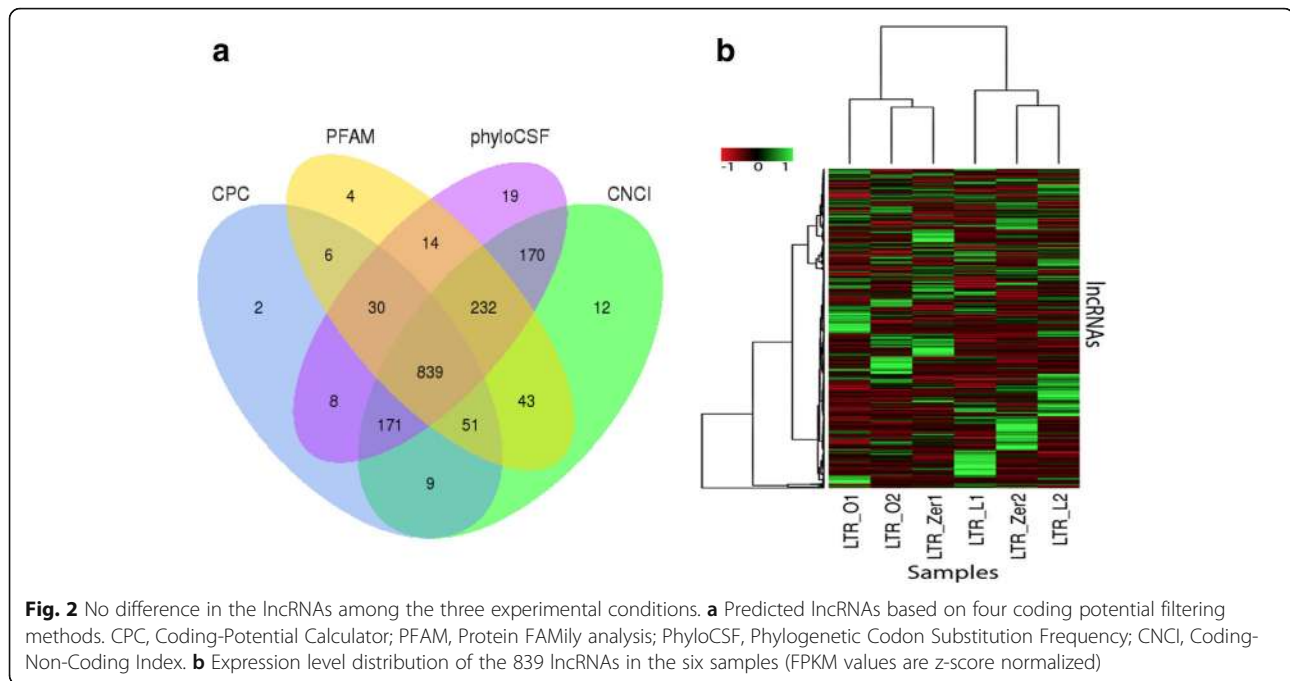 a
PFAM
phyloCSF
CPC
CNCI
4
19
6
14
170
2
30
232
12
839
8
171
51
43
9
b
-1 0 1
lncRNAs
LTR_O1
LTR_O2
LTR_Zer1
LTR_L1
LTR_Zer2
LTR_L2
Samples
Fig. 2 No difference in the lncRNAs among the three experimental conditions. a Predicted lncRNAs based on four coding potential filtering
methods. CPC, Coding-Potential Calculator; PFAM, Protein FAMily analysis; PhyloCSF, Phylogenetic Codon Substitution Frequency; CNCI, Coding-
Non-Coding Index. b Expression level distribution of the 839 lncRNAs in the six samples (FPKM values are z-score normalized)